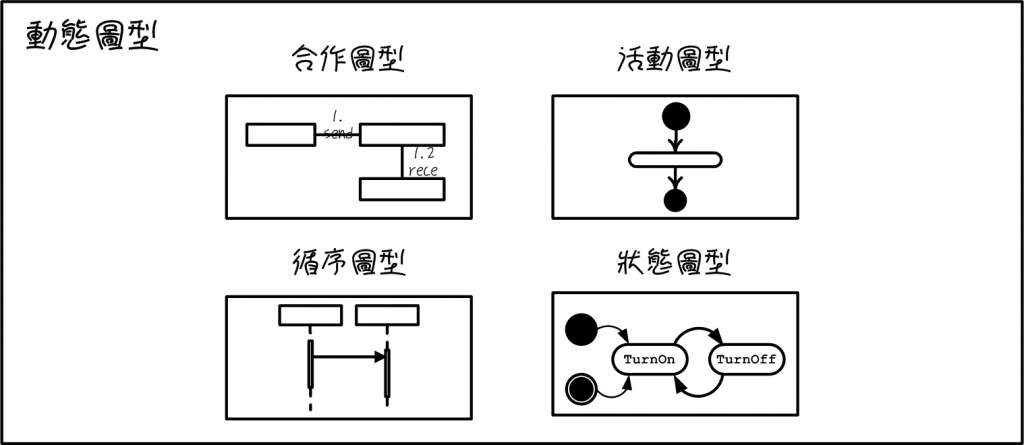 動態圖型
合作圖型
活動圖型
1.
send
1.2
rece
循序圖型
狀態圖型
TurnOn
TurnOff